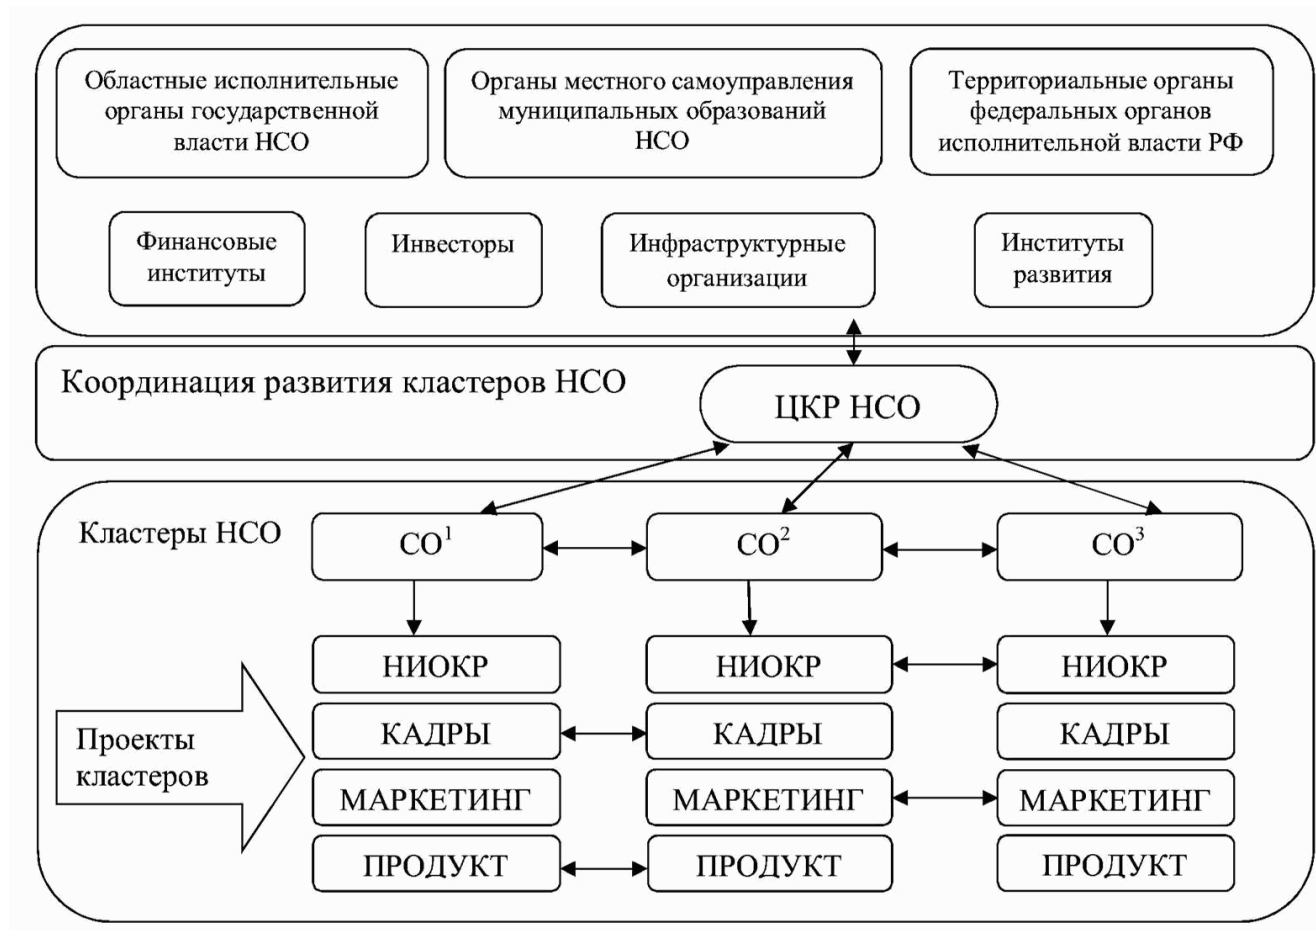 Областные исполнительные
органы государственной
власти НСО
Органы местного самоуправления
муниципальных образований
НСО
Территориальные органы
федеральных органов
исполнительной власти РФ
Финансовые
институты
Инвесторы
Инфраструктурные
организации
Институты
развития
Координация развития кластеров НСО
ЦКР НСО
Кластеры НСО
СО¹
СО²
СО³
Проекты
кластеров
НИОКР
НИОКР
НИОКР
КАДРЫ
КАДРЫ
КАДРЫ
МАРКЕТИНГ
МАРКЕТИНГ
МАРКЕТИНГ
ПРОДУКТ
ПРОДУКТ
ПРОДУКТ